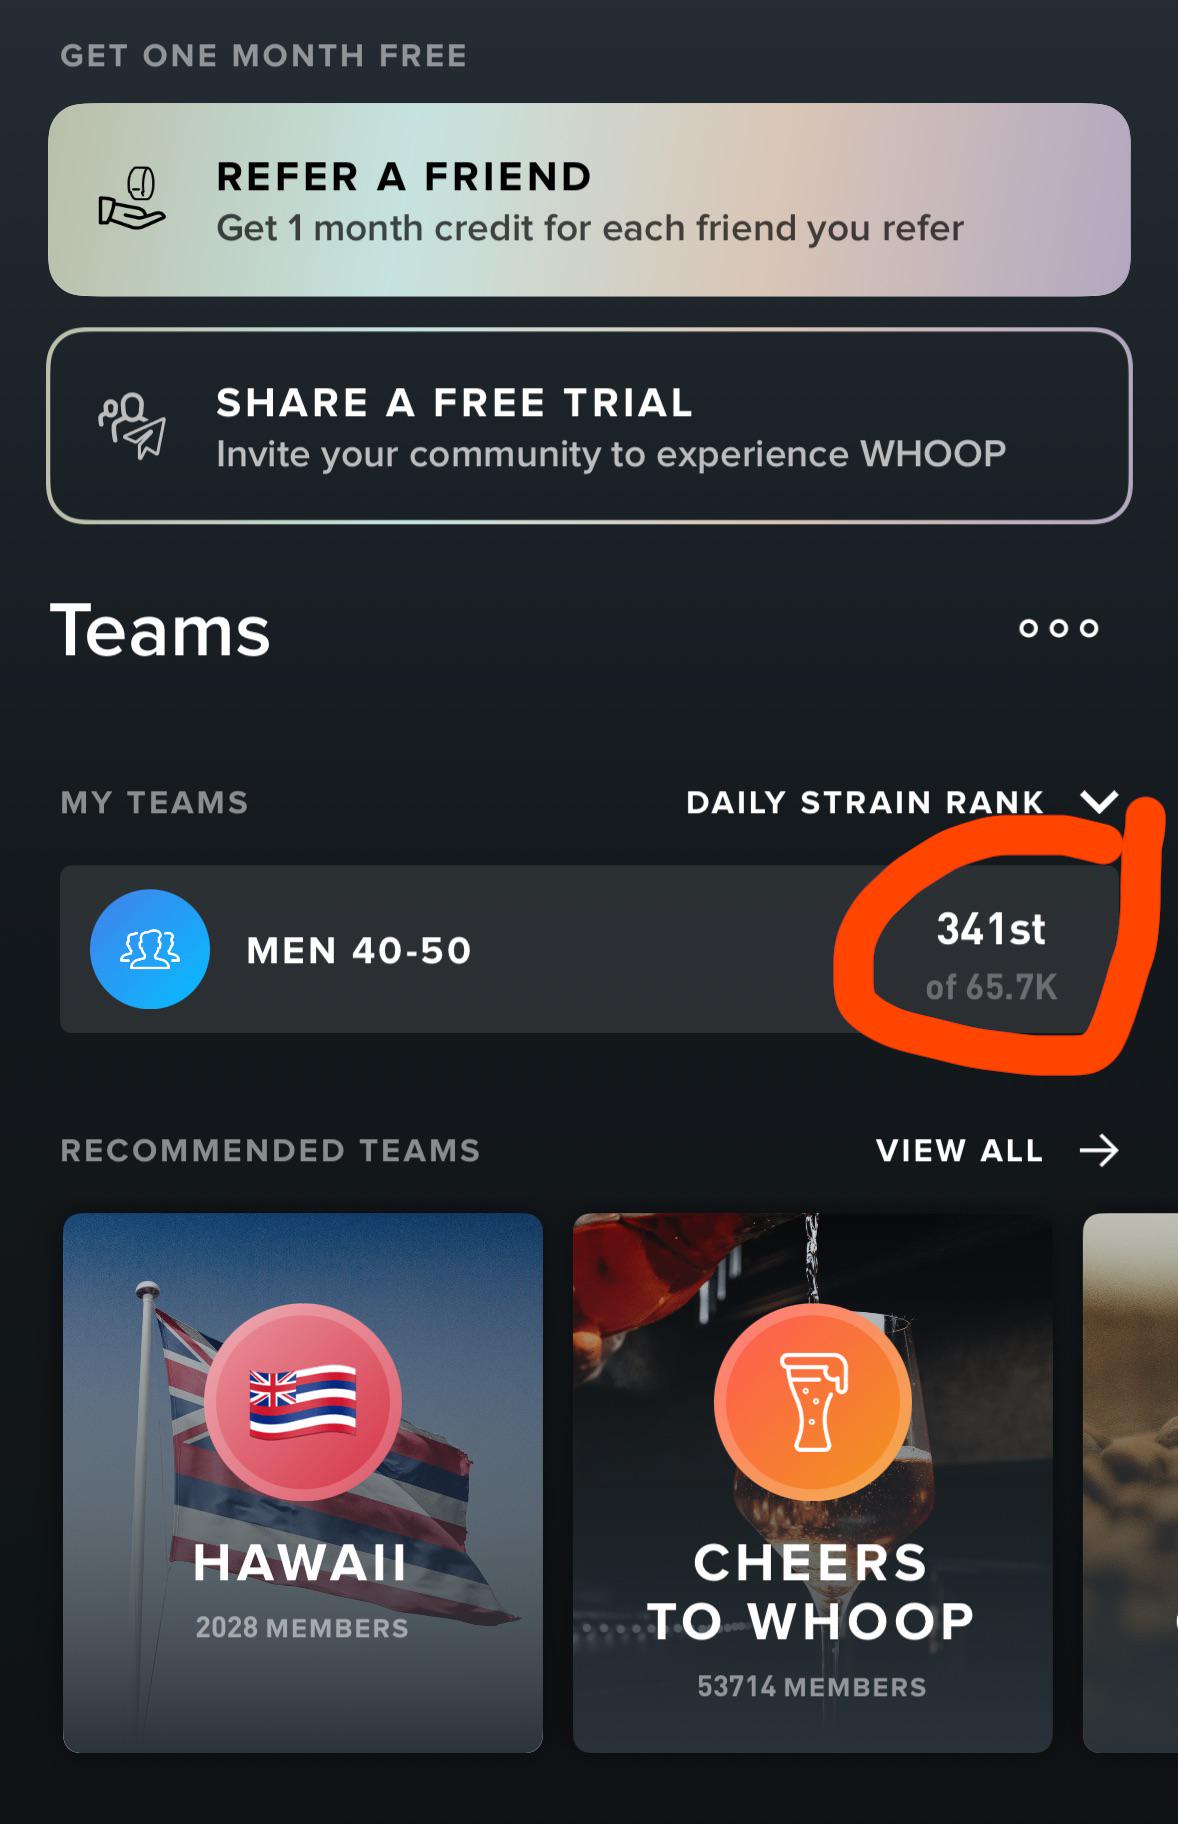 GET ONE MONTH FREE
REFER A FRIEND
Get 1 month credit for each friend you refer
SHARE A FREE TRIAL
Invite your community to experience WHOOP
Teams
MY TEAMS
DAILY STRAIN RANK
MEN 40-50
341st
of 65.7K
RECOMMENDED TEAMS
VIEW ALL
HAWAII
2028 MEMBERS
CHEERS
TO WHOOP
53714 MEMBERS